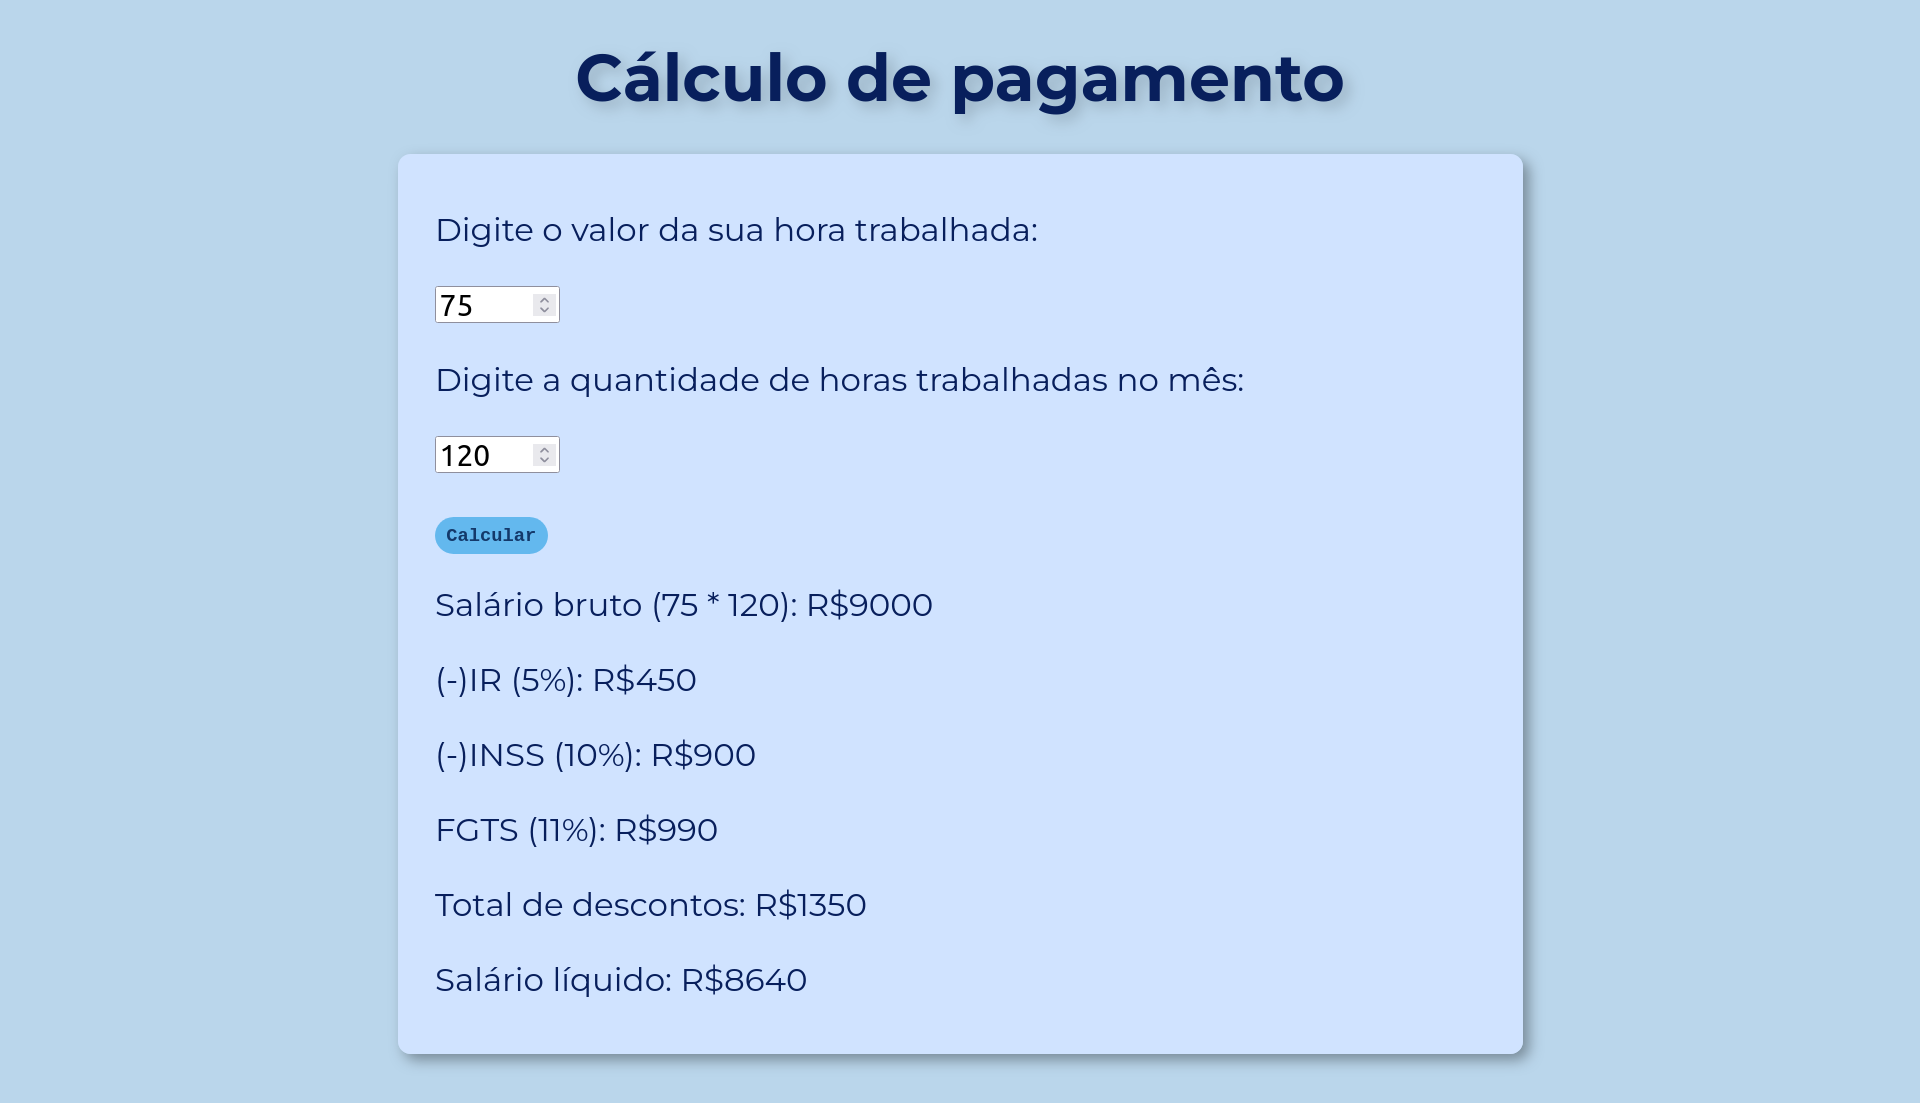 Cálculo de pagamento
Digite o valor da sua hora trabalhada:
75
Digite a quantidade de horas trabalhadas no mês:
120
Calcular
Salário bruto (75 * 120): R$9000
(-)IR (5%): R$450
(-)INSS (10%): R$900
FGTS (11%): R$990
Total de descontos: R$1350
Salário líquido: R$8640